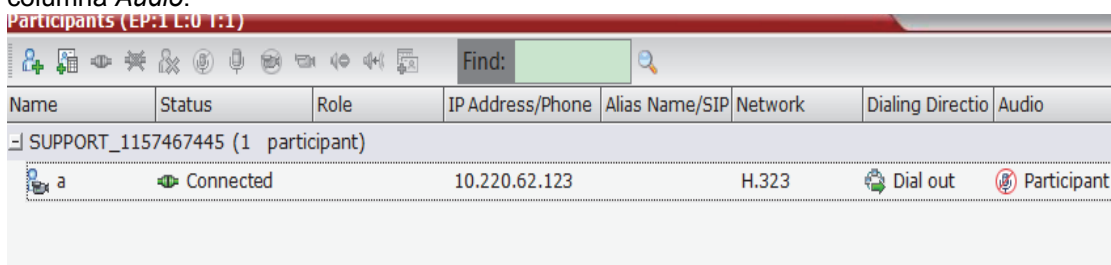 columna Audio.
Participants (EP:1 L:0 T:1)
Find:
Name Status Role IP Address/Phone Alias Name/SIP Network Dialing Directio Audio
SUPPORT_1157467445 (1 participant)
a Connected 10.220.62.123 H.323 Dial out Participant